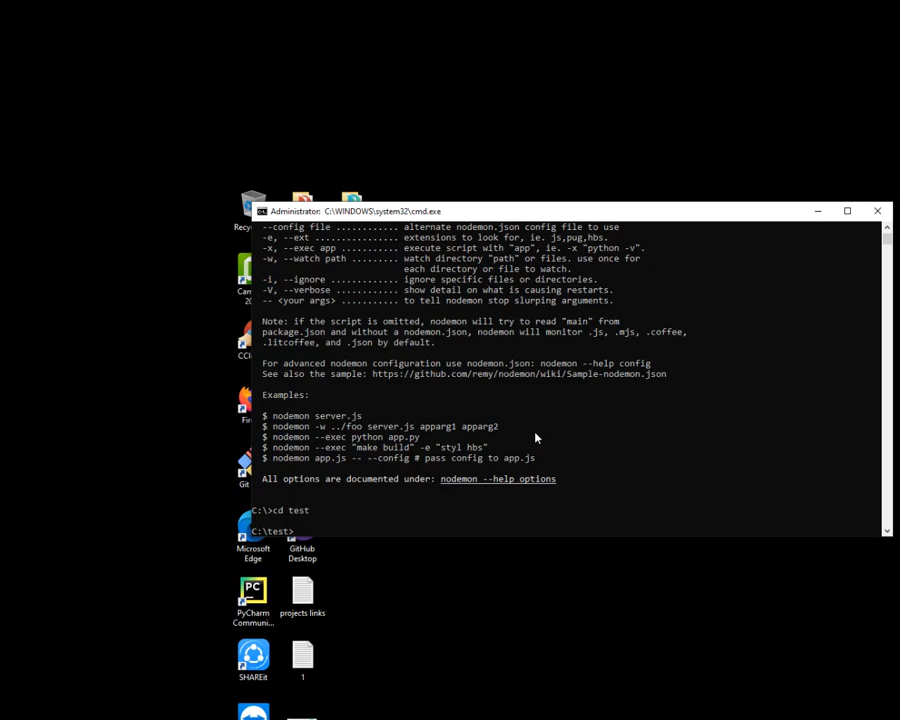 Administrator: C:\WINDOWS\system32\cmd.exe
--config file ............ alternate nodemon.json config file to use
-e, --ext ................ extensions to look for, ie. js,pug,hbs.
-x, --exec app ........... execute script with "app", ie. -x "python -v".
-w, --watch path ......... watch directory "path" or files. use once for
each directory or file to watch.
-i, --ignore ............. ignore specific files or directories.
-V, --verbose ............ show detail on what is causing restarts.
-- <your args> ........... to tell nodemon stop slurping arguments.
Note: if the script is omitted, nodemon will try to read "main" from
package.json and without a nodemon.json, nodemon will monitor .js, .mjs, .coffee,
.litcoffee, and .json by default.
For advanced nodemon configuration use nodemon.json: nodemon --help config
See also the sample: https://github.com/remy/nodemon/wiki/Sample-nodemon.json
Examples:
$ nodemon server.js
$ nodemon -w ../foo server.js apparg1 apparg2
$ nodemon --exec python app.py
$ nodemon --exec "make build" -e "styl hbs"
$ nodemon app.js -- --config # pass config to app.js
All options are documented under: nodemon --help options
C:\>cd test
C:\test>
Recy
Cam
20
CCl
Fire
Git
Microsoft
Edge
GitHub
Desktop
PC
PyCharm
Communi...
projects links
SHAREit
1